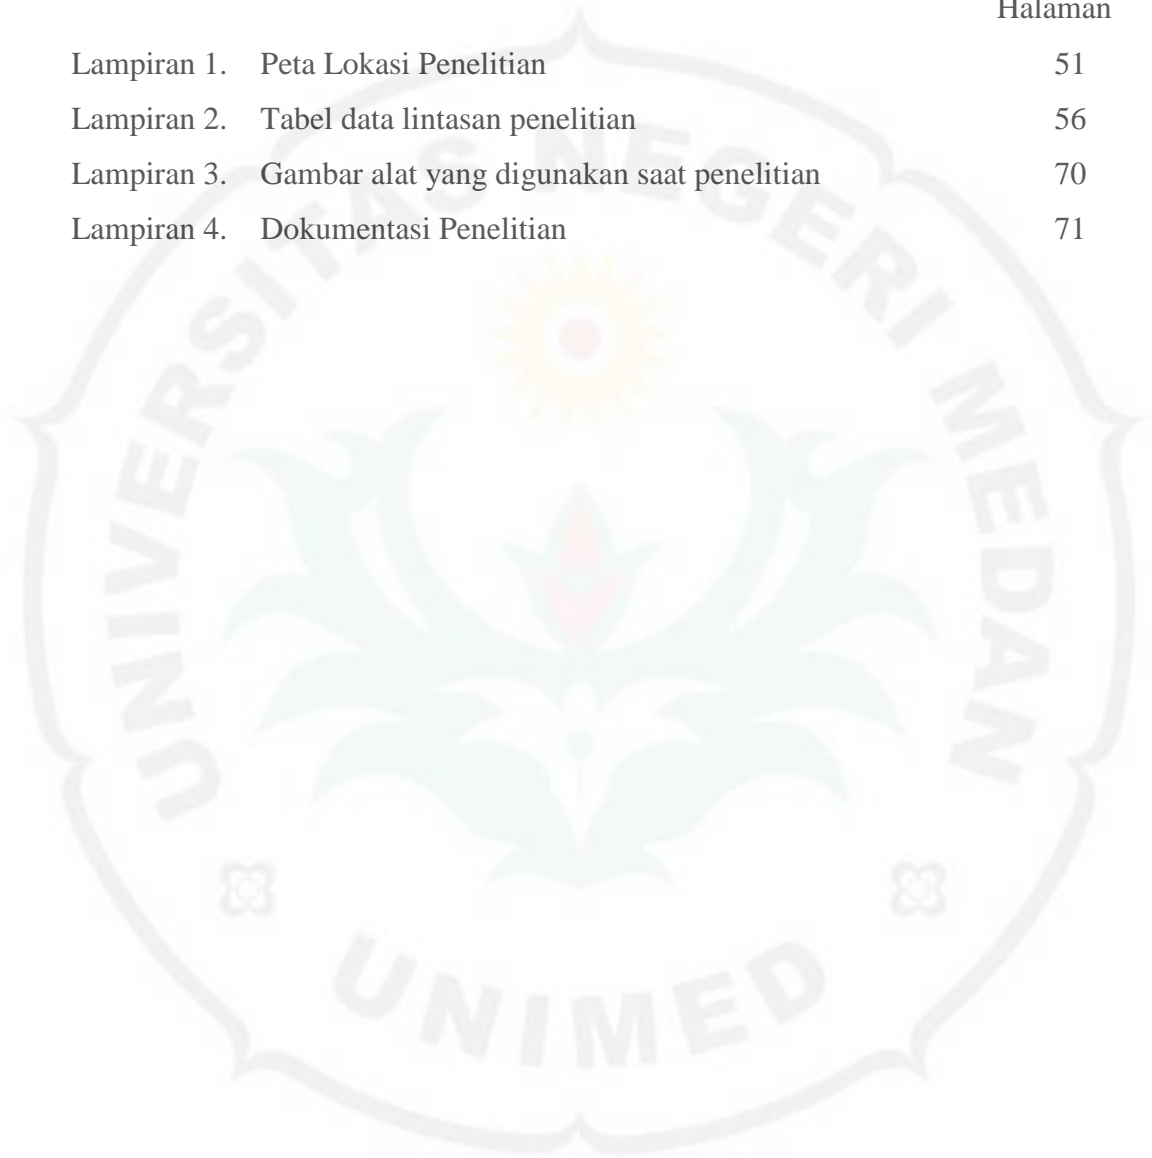 Halaman
Lampiran 1. Peta Lokasi Penelitian 51
Lampiran 2. Tabel data lintasan penelitian 56
Lampiran 3. Gambar alat yang digunakan saat penelitian 70
Lampiran 4. Dokumentasi Penelitian 71
UNIVERSITAS NEGERI MEDAN
UNIMED